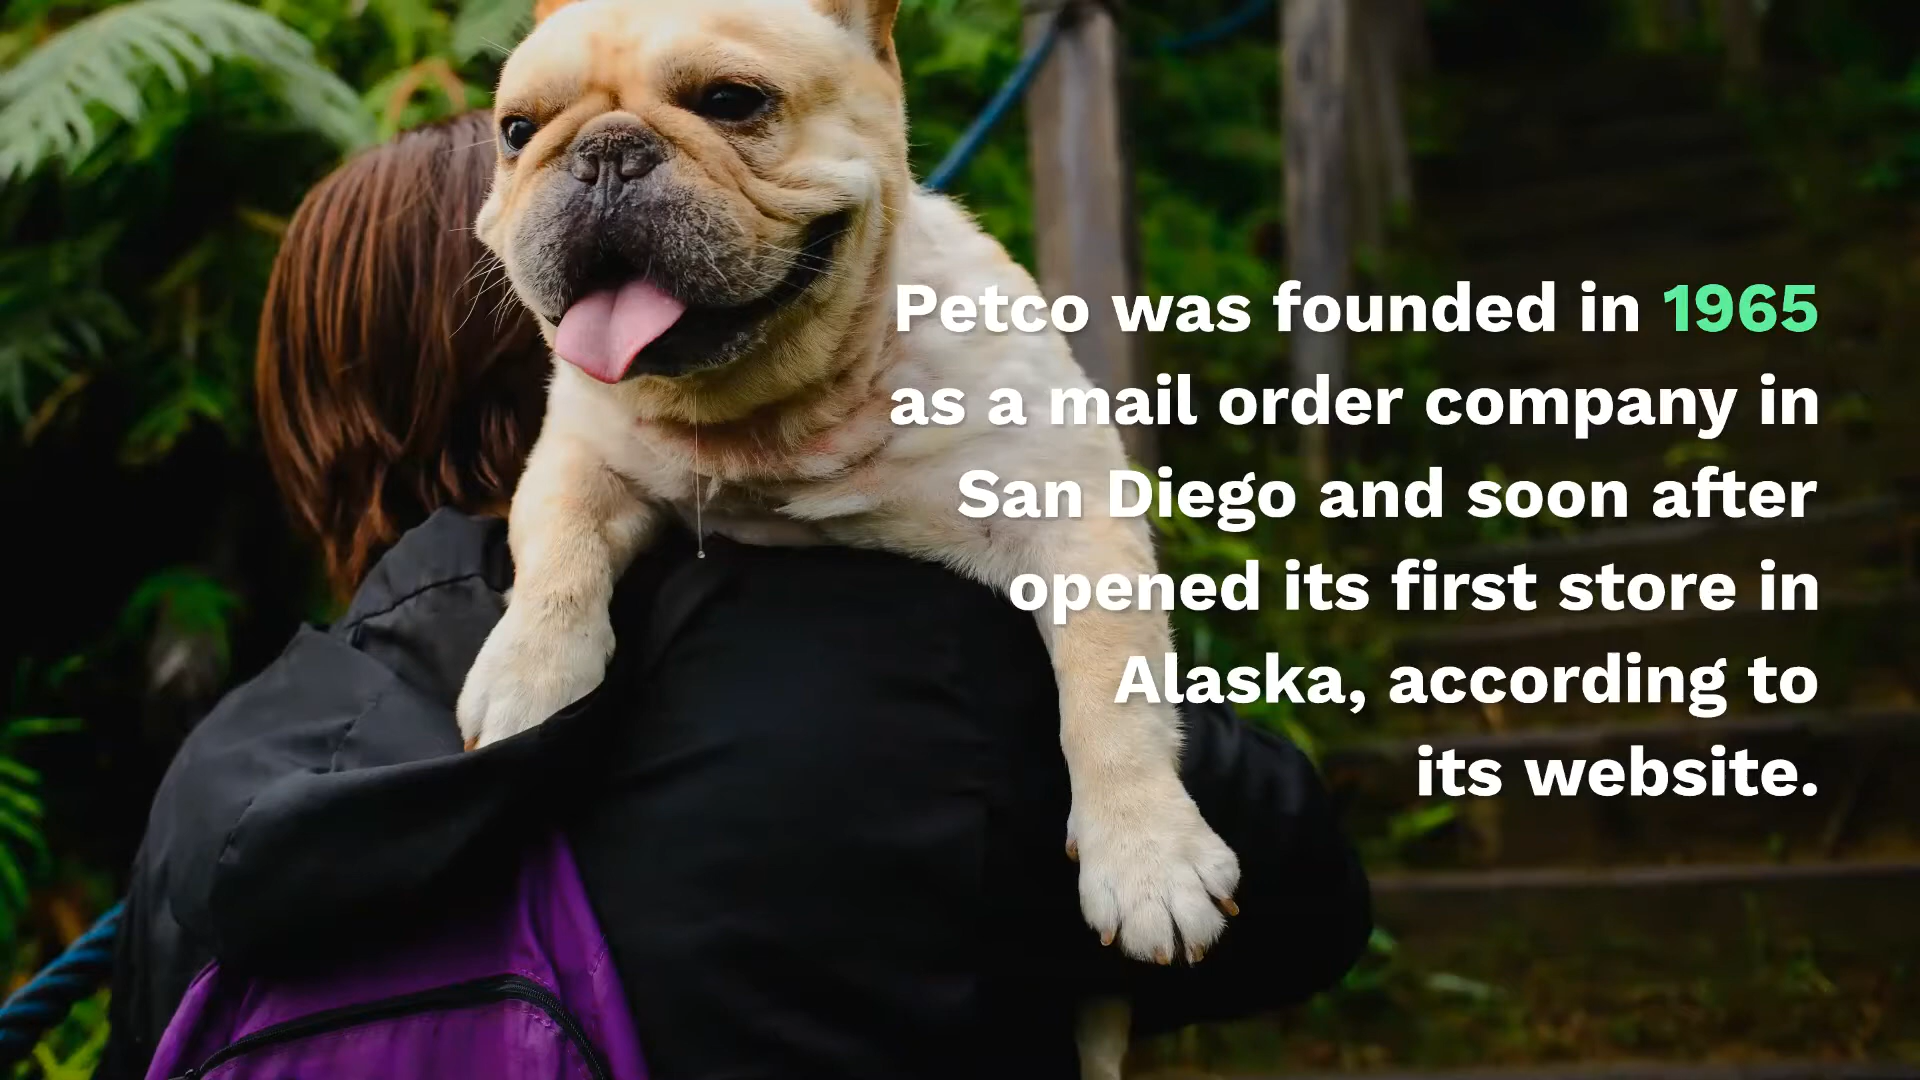 Petco was founded in 1965
as a mail order company in
San Diego and soon after
opened its first store in
Alaska, according to
its website.